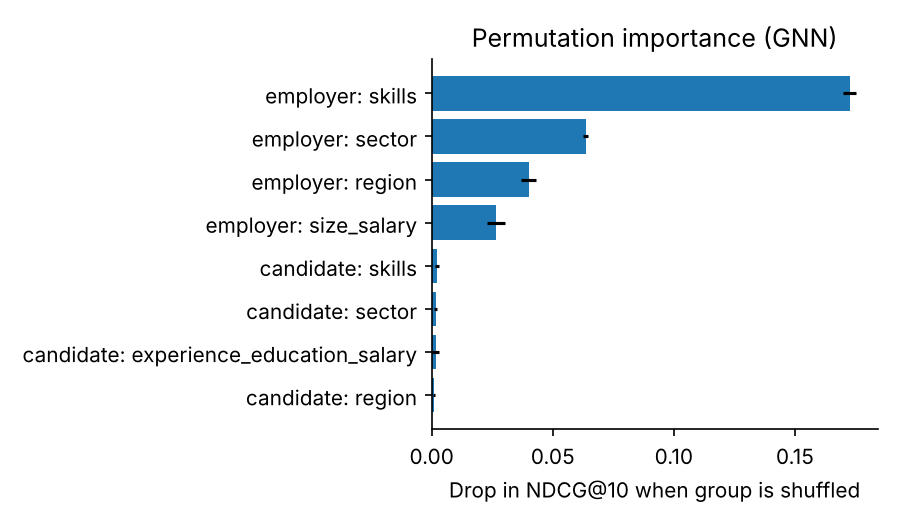 Permutation importance (GNN)
employer: skills
employer: sector
employer: region
employer: size_salary
candidate: skills
candidate: sector
candidate: experience_education_salary
candidate: region
0.00 0.05 0.10 0.15
Drop in NDCG@10 when group is shuffled